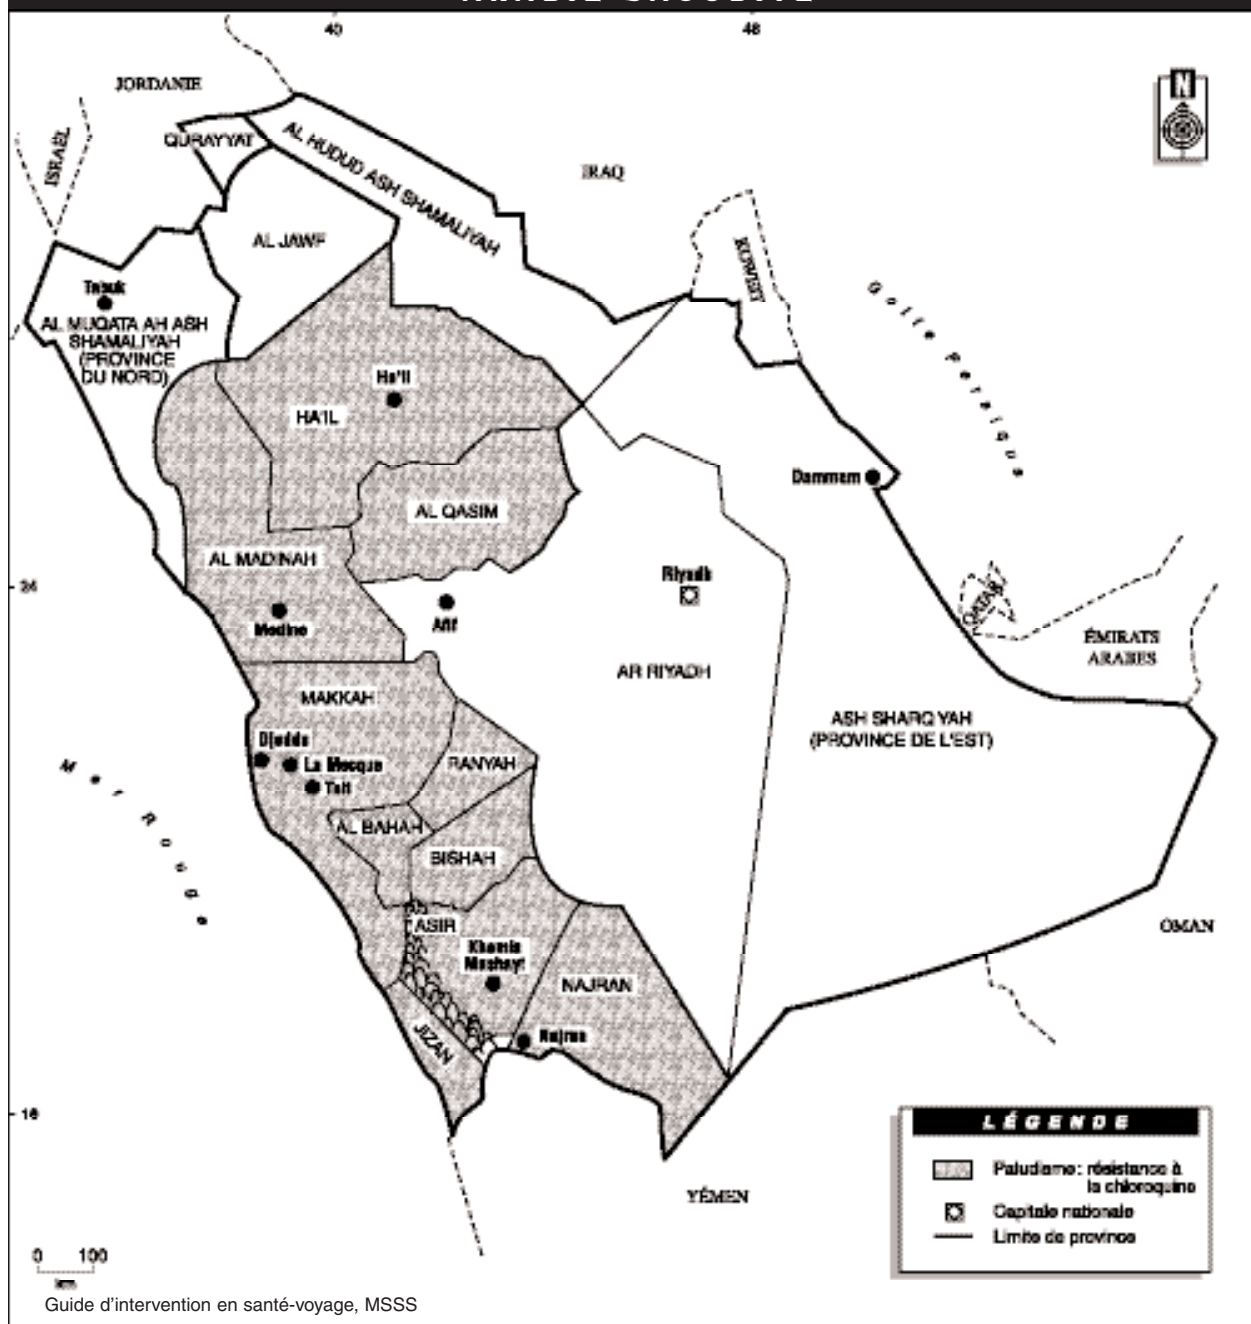 40
48
N
JORDANIE
ISRAËL
QURAYYAT
AL HUDUD ASH SHAMALIYAH
IRAQ
AL JAWF
KUWEIT
Golfe Persique
Tabuk
AL MUQATA AH ASH
SHAMALIYAH
(PROVINCE
DU NORD)
Ha'il
HA'IL
Dammam
AL QASIM
AL MADINAH
Riyadh
Medine
Afif
QATAR
ÉMIRATS
ARABES
AR RIYADH
MAKKAH
ASH SHARQ YAH
(PROVINCE DE L'EST)
Djedda
La Mecque
Taif
RANYAH
Mer Rouge
AL BAHAH
BISHAH
ASIR
OMAN
Khamis
Mushayt
NAJRAN
JIZAN
Najran
16
LÉGENDE
Paludisme : résistance à
la chloroquine
Capitale nationale
Limite de province
YÉMEN
0 100
km
Guide d'intervention en santé-voyage, MSSS